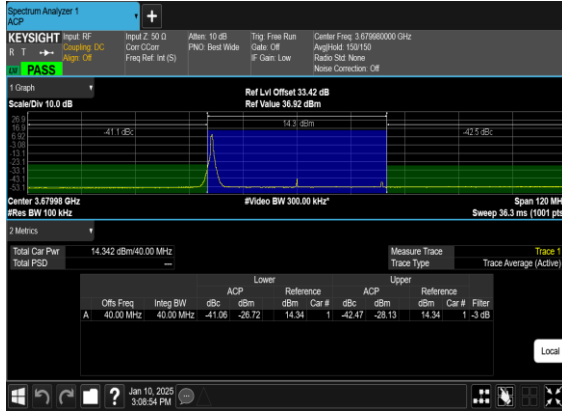 Spectrum Analyzer 1
ACP
+
KEYSIGHT Input: RF Input Z: 50 Ω Atten: 10 dB Trig: Free Run Center Freq: 3.679980000 GHz
R T Coupling: DC Corr CCorr PNO: Best Wide Gate: Off Avg|Hold: 150/150
Align: Off Freq Ref: Int (S) IF Gain: Low Radio Std: None
PASS Noise Correction: Off
1 Graph Ref Lvl Offset 33.42 dB
Scale/Div 10.0 dB Ref Value 36.92 dBm
26.9
16.9 14.3 dBm
6.92 -41.1 dBc -42.5 dBc
-3.08
-13.1
-23.1
-33.1
-43.1
-53.1
Center 3.67998 GHz #Video BW 300.00 kHz* Span 120 MH
#Res BW 100 kHz Sweep 36.3 ms (1001 pts
2 Metrics
Total Car Pwr 14.342 dBm/40.00 MHz Measure Trace Trace 1
Total PSD --- Trace Type Trace Average (Active)
Lower Upper
ACP Reference ACP Reference
Offs Freq Integ BW dBc dBm dBm Car # dBc dBm dBm Car # Filter
A 40.00 MHz 40.00 MHz -41.06 -26.72 14.34 1 -42.47 -28.13 14.34 1 -3 dB
Local
? Jan 10, 2025
3:08:54 PM